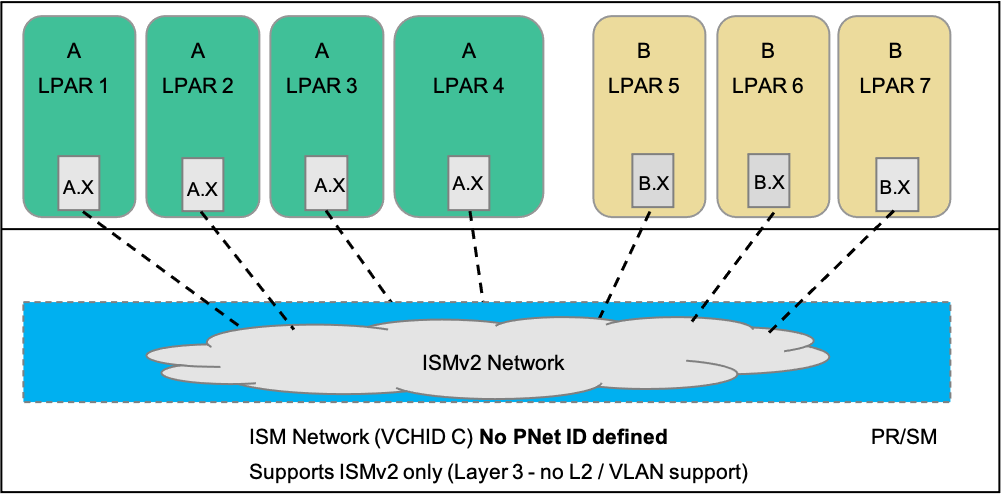 A
LPAR 1
A
LPAR 2
A
LPAR 3
A
LPAR 4
B
LPAR 5
B
LPAR 6
B
LPAR 7
A.X
A.X
A.X
A.X
B.X
B.X
B.X
ISMv2 Network
ISM Network (VCHID C) No PNet ID defined
PR/SM
Supports ISMv2 only (Layer 3 - no L2 / VLAN support)